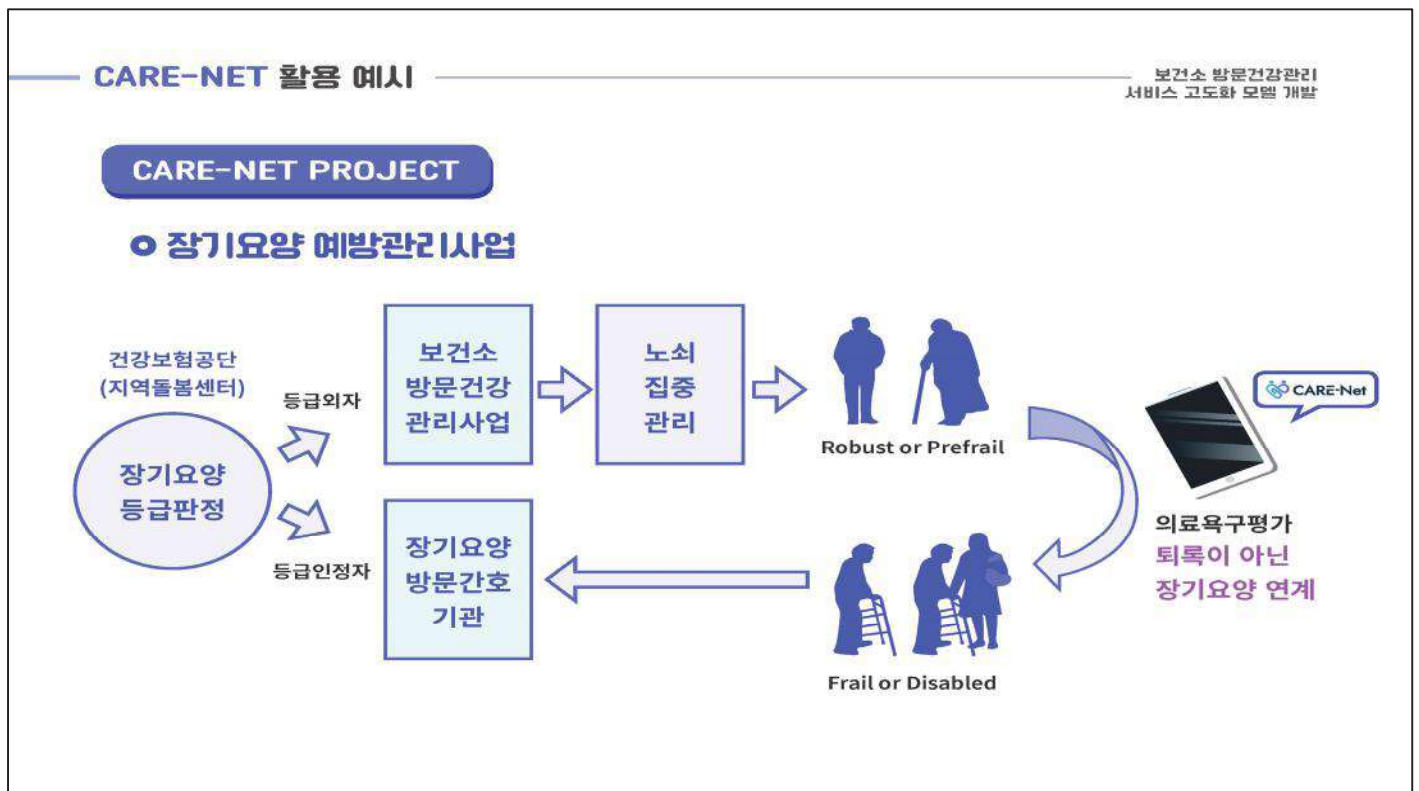 CARE-NET 활용 예시
보건소 방문건강관리
서비스 고도화 모델 개발
CARE-NET PROJECT
ㅇ 장기요양 예방관리사업
건강보험공단
(지역돌봄센터)
장기요양
등급판정
등급외자
등급인정자
보건소
방문건강
관리사업
노쇠
집중
관리
Robust or Prefrail
CARE-Net
의료욕구평가
퇴록이 아닌
장기요양 연계
Frail or Disabled
장기요양
방문간호
기관